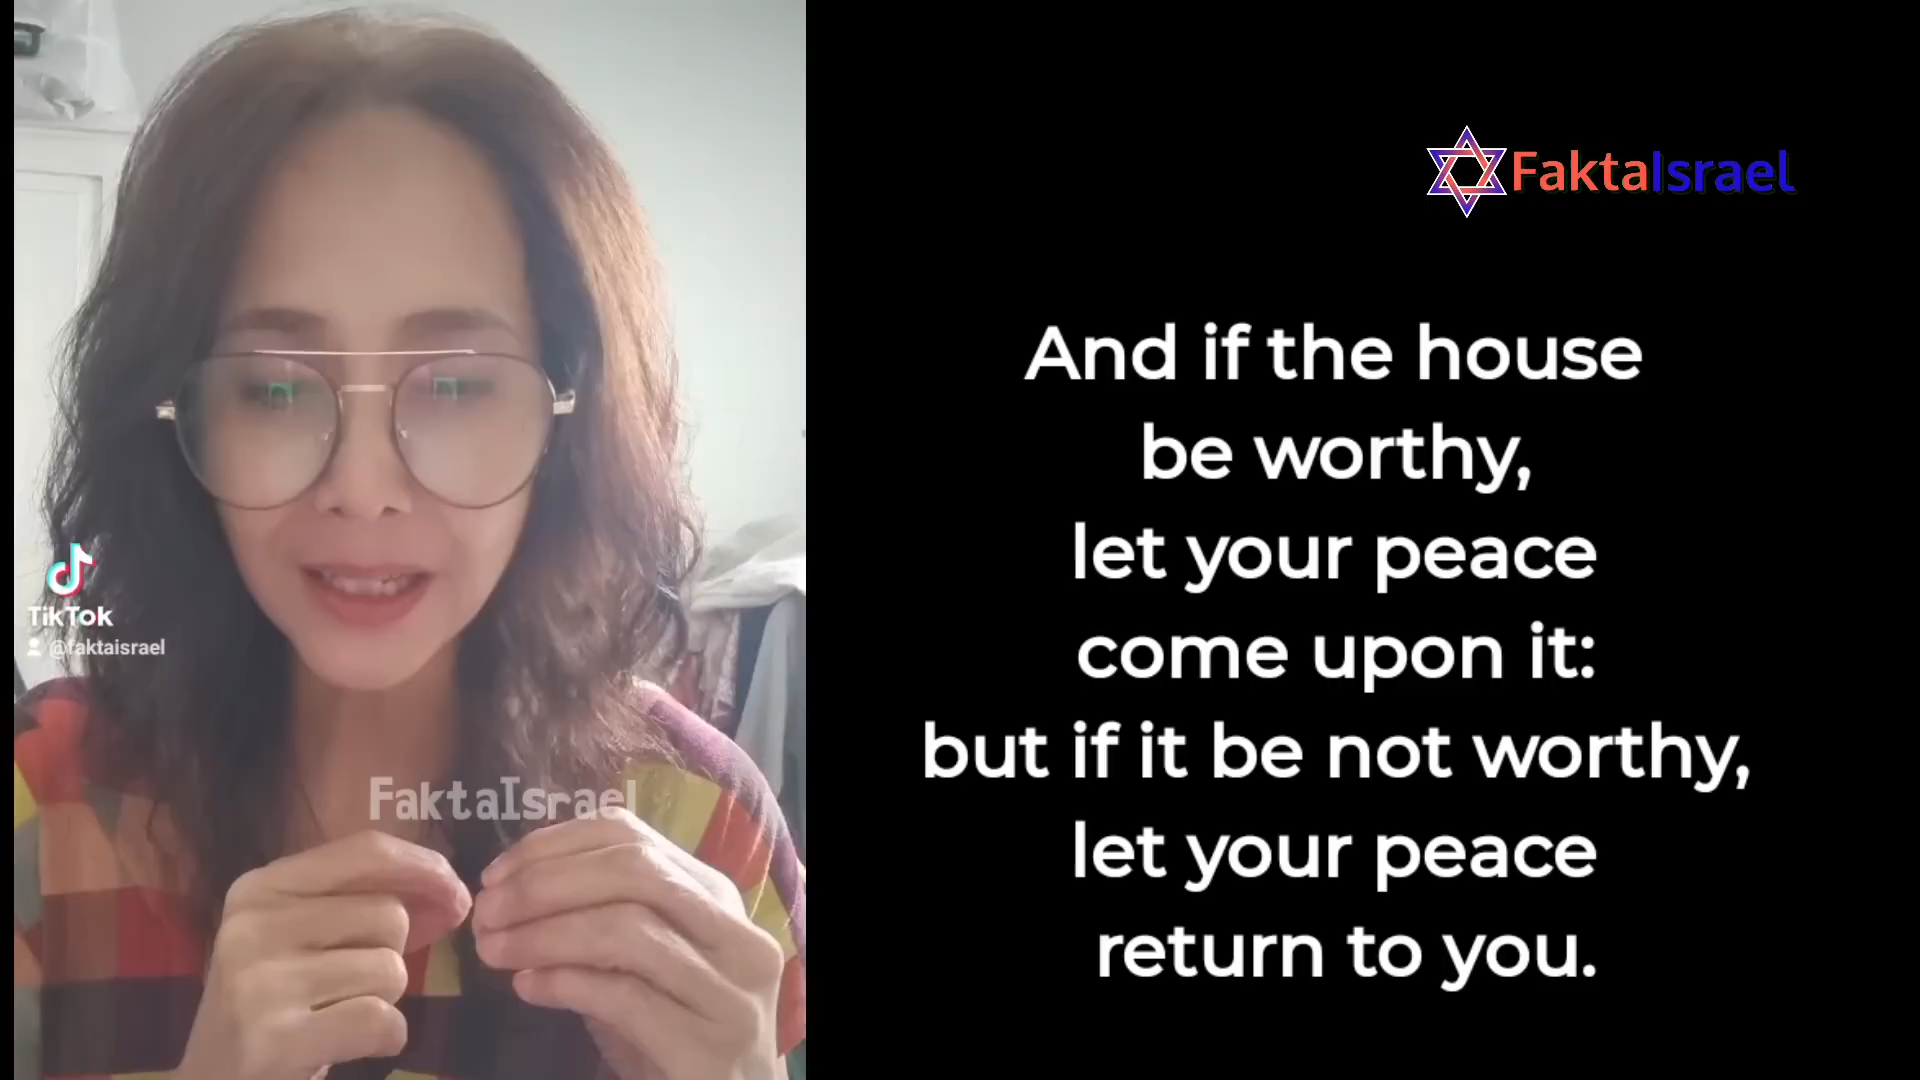 FaktaIsrael
And if the house
be worthy,
let your peace
come upon it:
but if it be not worthy,
let your peace
return to you.
TikTok
@faktaisrael
FaktaIsrael